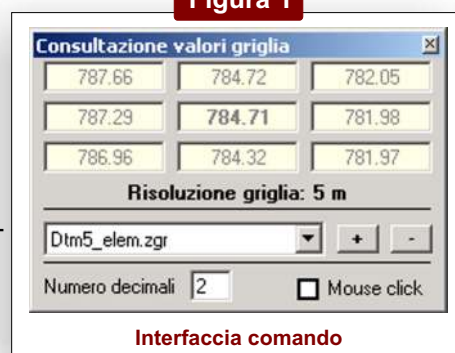 Figura 1
Consultazione valori griglia
787.66 784.72 782.05
787.29 784.71 781.98
786.96 784.32 781.97
Risoluzione griglia: 5 m
Dtm5_elem.zgr + -
Numero decimali 2 Mouse click
Interfaccia comando